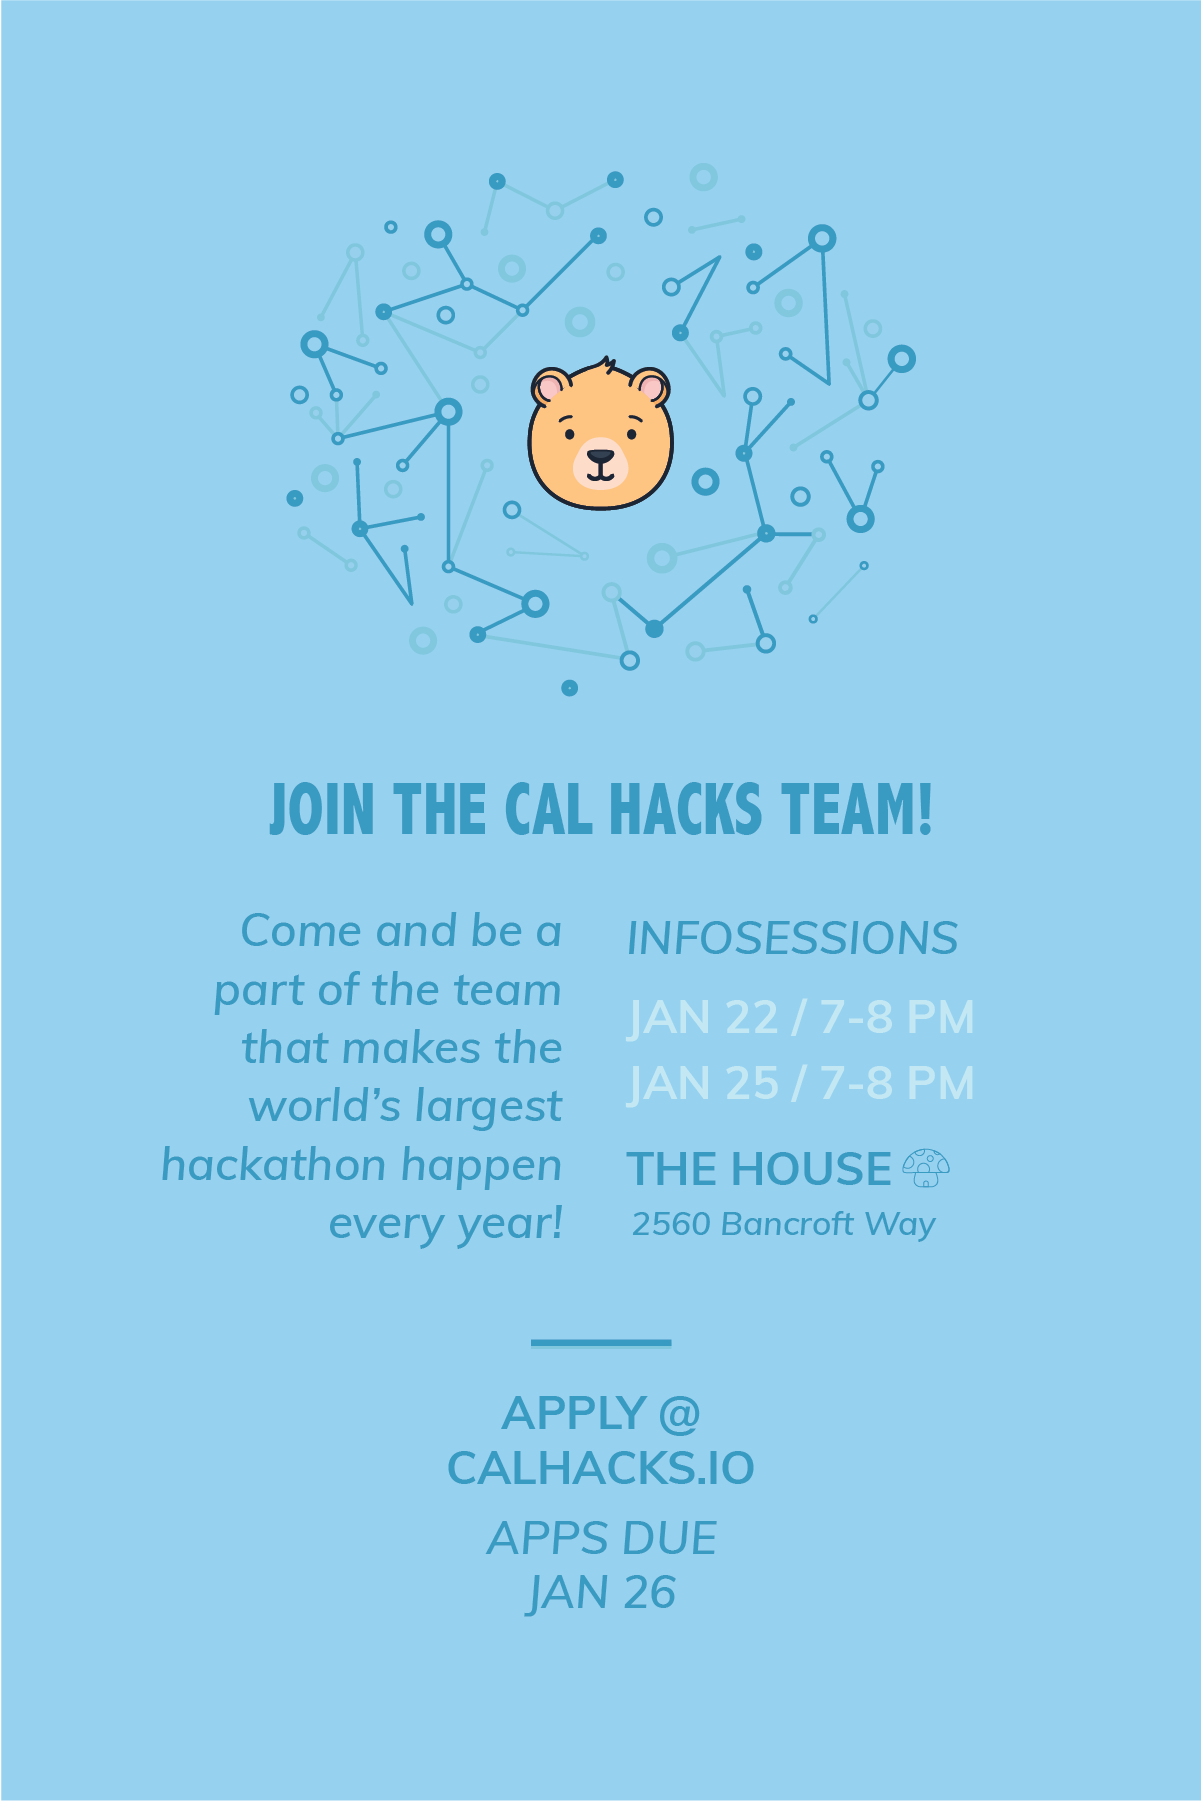 JOIN THE CAL HACKS TEAM!
Come and be a
part of the team
that makes the
world’s largest
hackathon happen
every year!
INFOSESSIONS
JAN 22 / 7-8 PM
JAN 25 / 7-8 PM
THE HOUSE
2560 Bancroft Way
APPLY @
CALHACKS.IO
APPS DUE
JAN 26